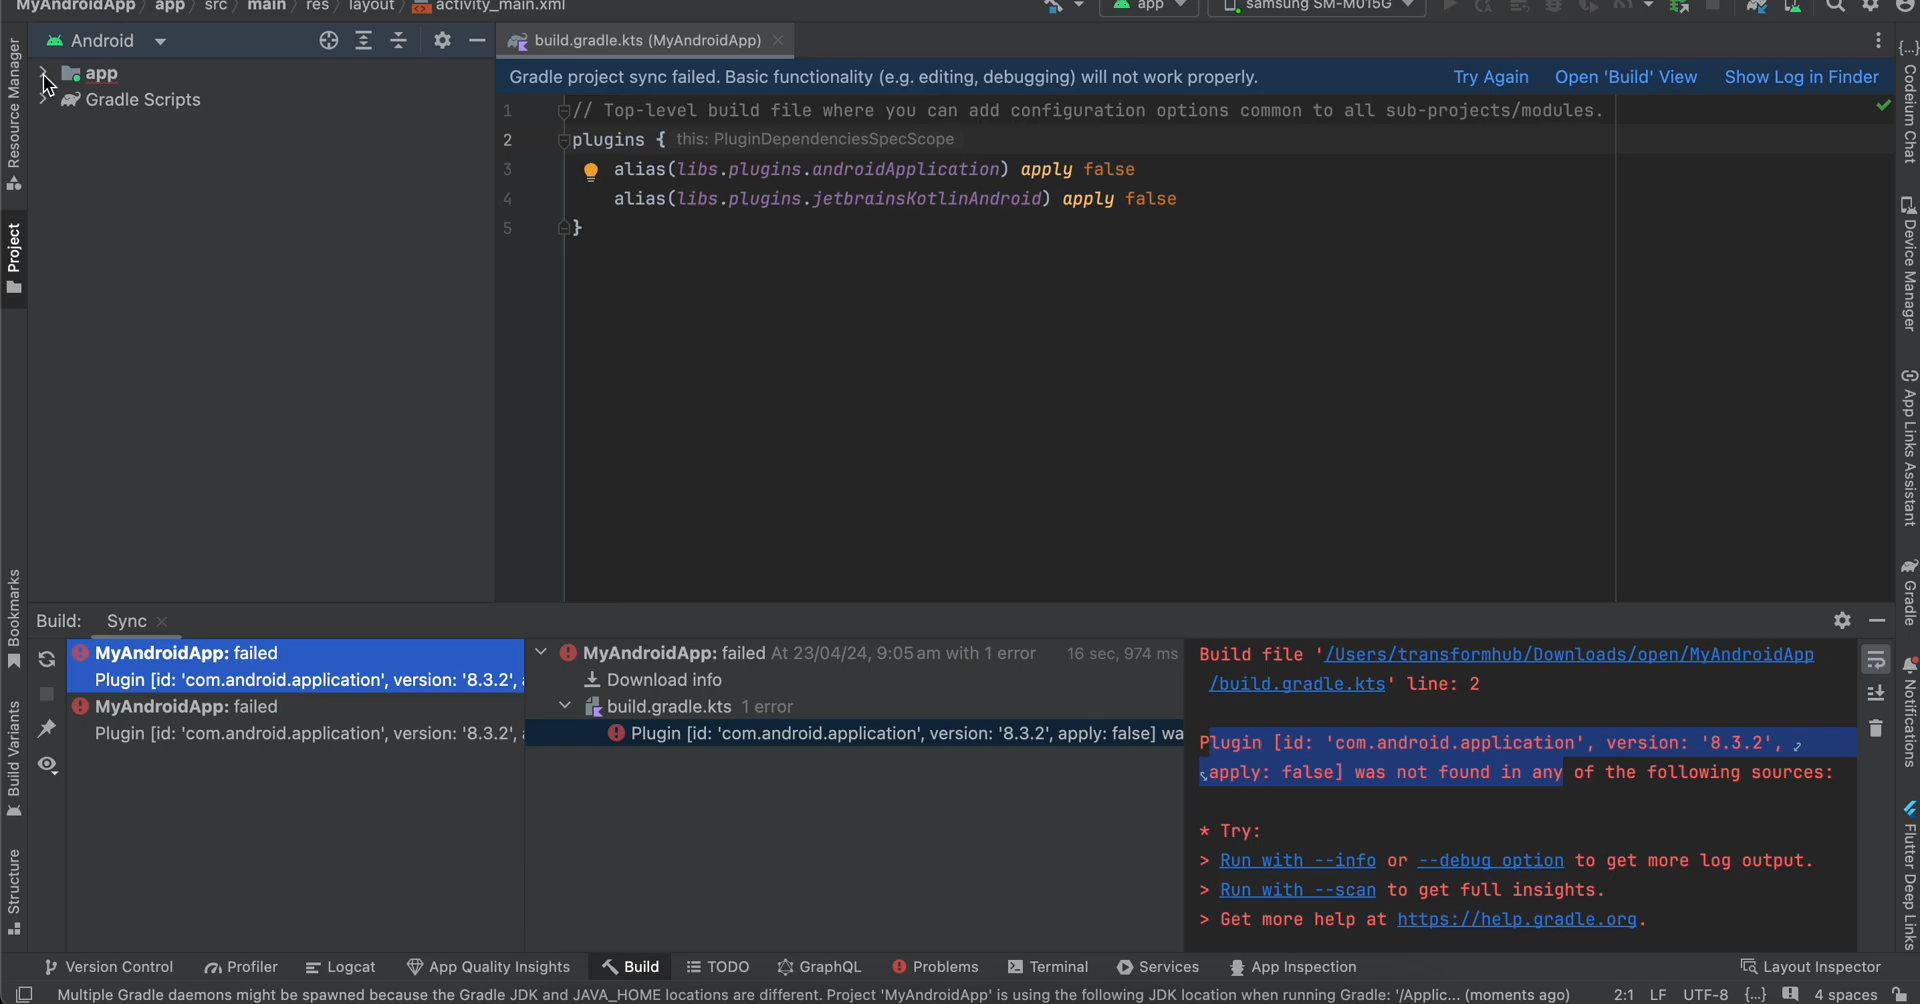 MyAndroidApp › app › src › main › res › layout › activity_main.xml
app
samsung SM-M015G
Android
build.gradle.kts (MyAndroidApp)
app
Gradle Scripts
Gradle project sync failed. Basic functionality (e.g. editing, debugging) will not work properly.
Try Again
Open 'Build' View
Show Log in Finder
1 // Top-level build file where you can add configuration options common to all sub-projects/modules.
2 plugins { this: PluginDependenciesSpecScope
3 alias(libs.plugins.androidApplication) apply false
4 alias(libs.plugins.jetbrainsKotlinAndroid) apply false
5 }
Resource Manager
Project
Bookmarks
Build Variants
Structure
Codeium Chat
Device Manager
App Links Assistant
Gradle
Notifications
Flutter Deep Links
Build: Sync
MyAndroidApp: failed
Plugin [id: 'com.android.application', version: '8.3.2',
MyAndroidApp: failed
Plugin [id: 'com.android.application', version: '8.3.2',
MyAndroidApp: failed At 23/04/24, 9:05 am with 1 error 16 sec, 974 ms
Download info
build.gradle.kts 1 error
Plugin [id: 'com.android.application', version: '8.3.2', apply: false] wa
Build file '/Users/transformhub/Downloads/open/MyAndroidApp
/build.gradle.kts' line: 2
Plugin [id: 'com.android.application', version: '8.3.2',
apply: false] was not found in any of the following sources:
* Try:
> Run with --info or --debug option to get more log output.
> Run with --scan to get full insights.
> Get more help at https://help.gradle.org.
Version Control
Profiler
Logcat
App Quality Insights
Build
TODO
GraphQL
Problems
Terminal
Services
App Inspection
Layout Inspector
Multiple Gradle daemons might be spawned because the Gradle JDK and JAVA_HOME locations are different. Project 'MyAndroidApp' is using the following JDK location when running Gradle: '/Applic... (moments ago)
2:1 LF UTF-8 {..} 4 spaces